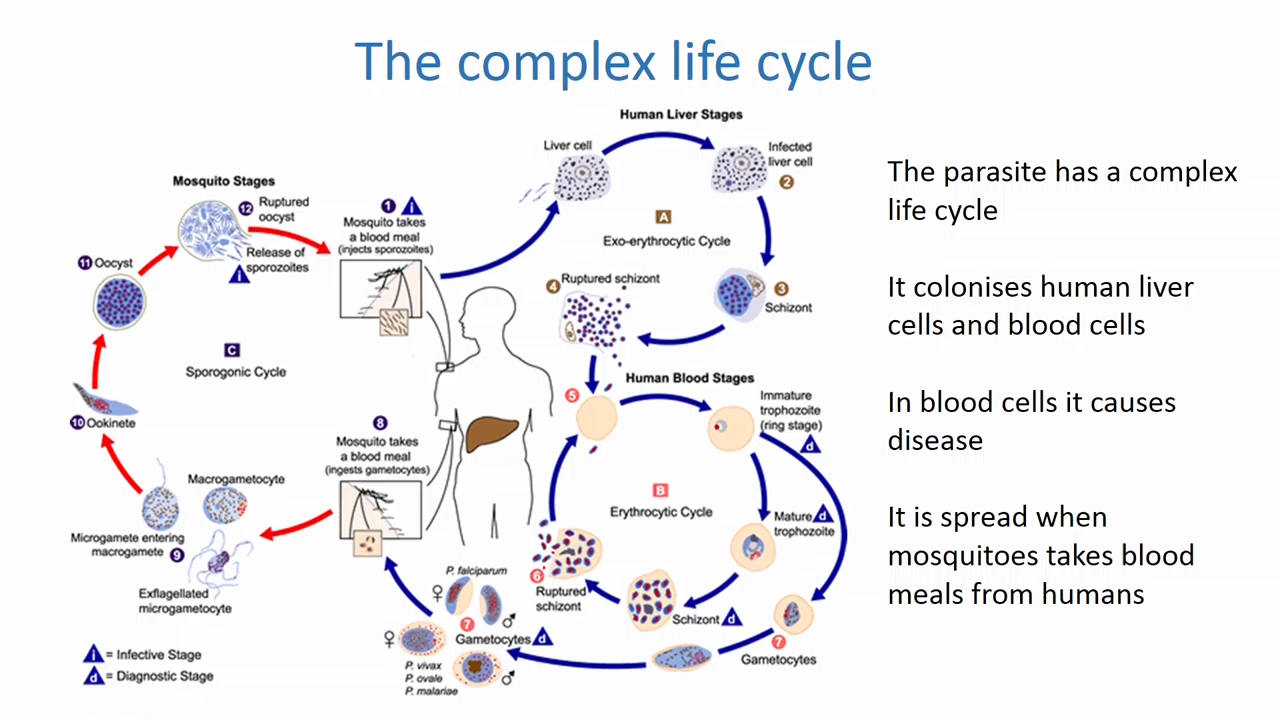 The complex life cycle
Human Liver Stages
Liver cell
Infected
liver cell
2
A
Exo-erythrocytic Cycle
4 Ruptured schizont
3
Schizont
Mosquito Stages
12 Ruptured
oocyst
Release of
sporozoites
i
11 Oocyst
C
Sporogonic Cycle
10 Ookinete
Macrogametocyte
Microgamete entering
macrogamete 9
Exflagellated
microgametocyte
1 i
Mosquito takes
a blood meal
(injects sporozoites)
8
Mosquito takes
a blood meal
(ingests gametocytes)
Human Blood Stages
5
Immature
trophozoite
(ring stage)
d
B
Erythrocytic Cycle
Mature d
trophozoite
6
Ruptured
schizont
Schizont d
7
Gametocytes
P. falciparum
♀
♂
7
Gametocytes d
♀
♂
P. vivax
P. ovale
P. malariae
i = Infective Stage
d = Diagnostic Stage
The parasite has a complex
life cycle
It colonises human liver
cells and blood cells
In blood cells it causes
disease
It is spread when
mosquitoes takes blood
meals from humans